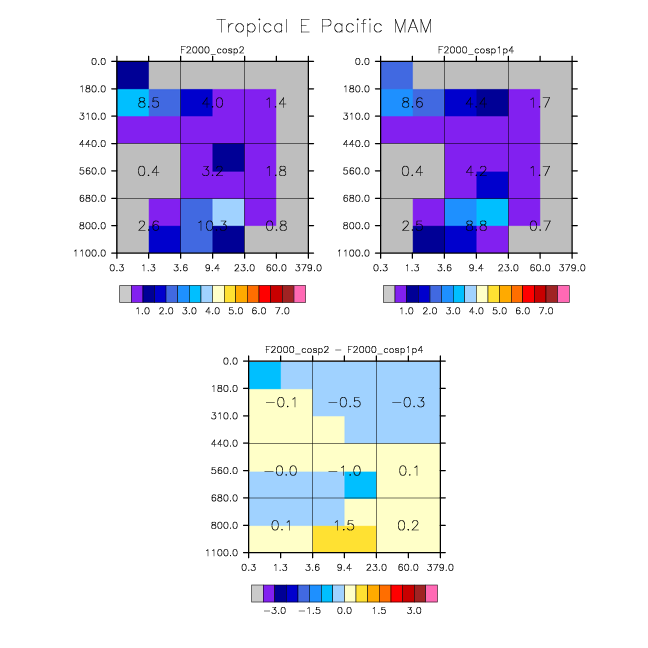 Tropical E Pacific MAM
F2000_cosp2
0.0
180.0
310.0
440.0
560.0
680.0
800.0
1100.0
8.5 4.0 1.4
0.4 3.2 1.8
2.6 10.3 0.8
0.3 1.3 3.6 9.4 23.0 60.0 379.0
1.0 2.0 3.0 4.0 5.0 6.0 7.0
F2000_cosp1p4
0.0
180.0
310.0
440.0
560.0
680.0
800.0
1100.0
8.6 4.4 1.7
0.4 4.2 1.7
2.5 8.8 0.7
0.3 1.3 3.6 9.4 23.0 60.0 379.0
1.0 2.0 3.0 4.0 5.0 6.0 7.0
F2000_cosp2 − F2000_cosp1p4
0.0
180.0
310.0
440.0
560.0
680.0
800.0
1100.0
−0.1 −0.5 −0.3
−0.0 −1.0 0.1
0.1 1.5 0.2
0.3 1.3 3.6 9.4 23.0 60.0 379.0
−3.0 −1.5 0.0 1.5 3.0